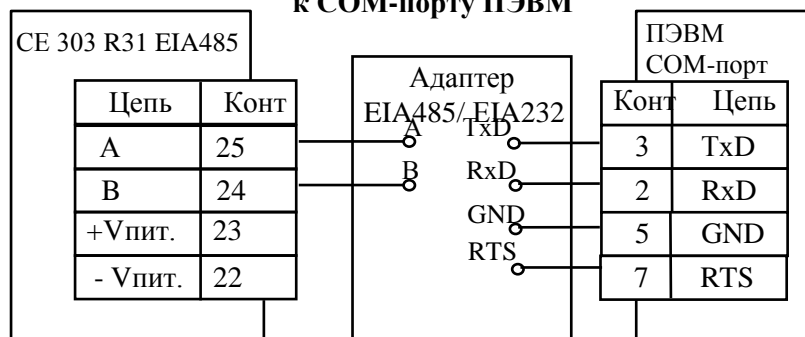 к COM-порту ПЭВМ
CE 303 R31 EIA485
Цепь Конт
A 25
B 24
+Vпит. 23
- Vпит. 22
Адаптер
EIA485/ EIA232
A TxD
B RxD
GND
RTS
ПЭВМ
COM-порт
Конт Цепь
3 TxD
2 RxD
5 GND
7 RTS